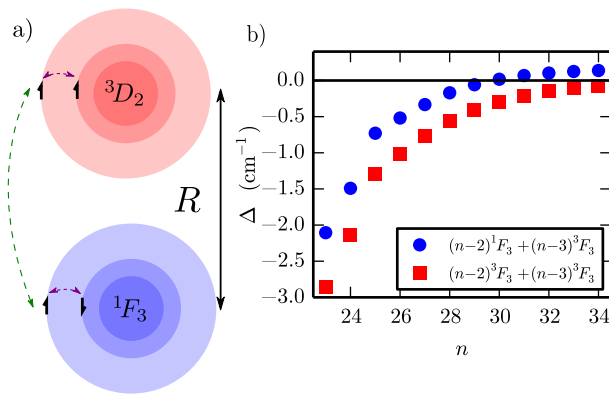 a)
³D₂
R
¹F₃
b)
Δ (cm⁻¹)
0.0
−0.5
−1.0
−1.5
−2.0
−2.5
−3.0
(n−2)¹F₃+(n−3)³F₃
(n−2)³F₃+(n−3)³F₃
24 26 28 30 32 34
n